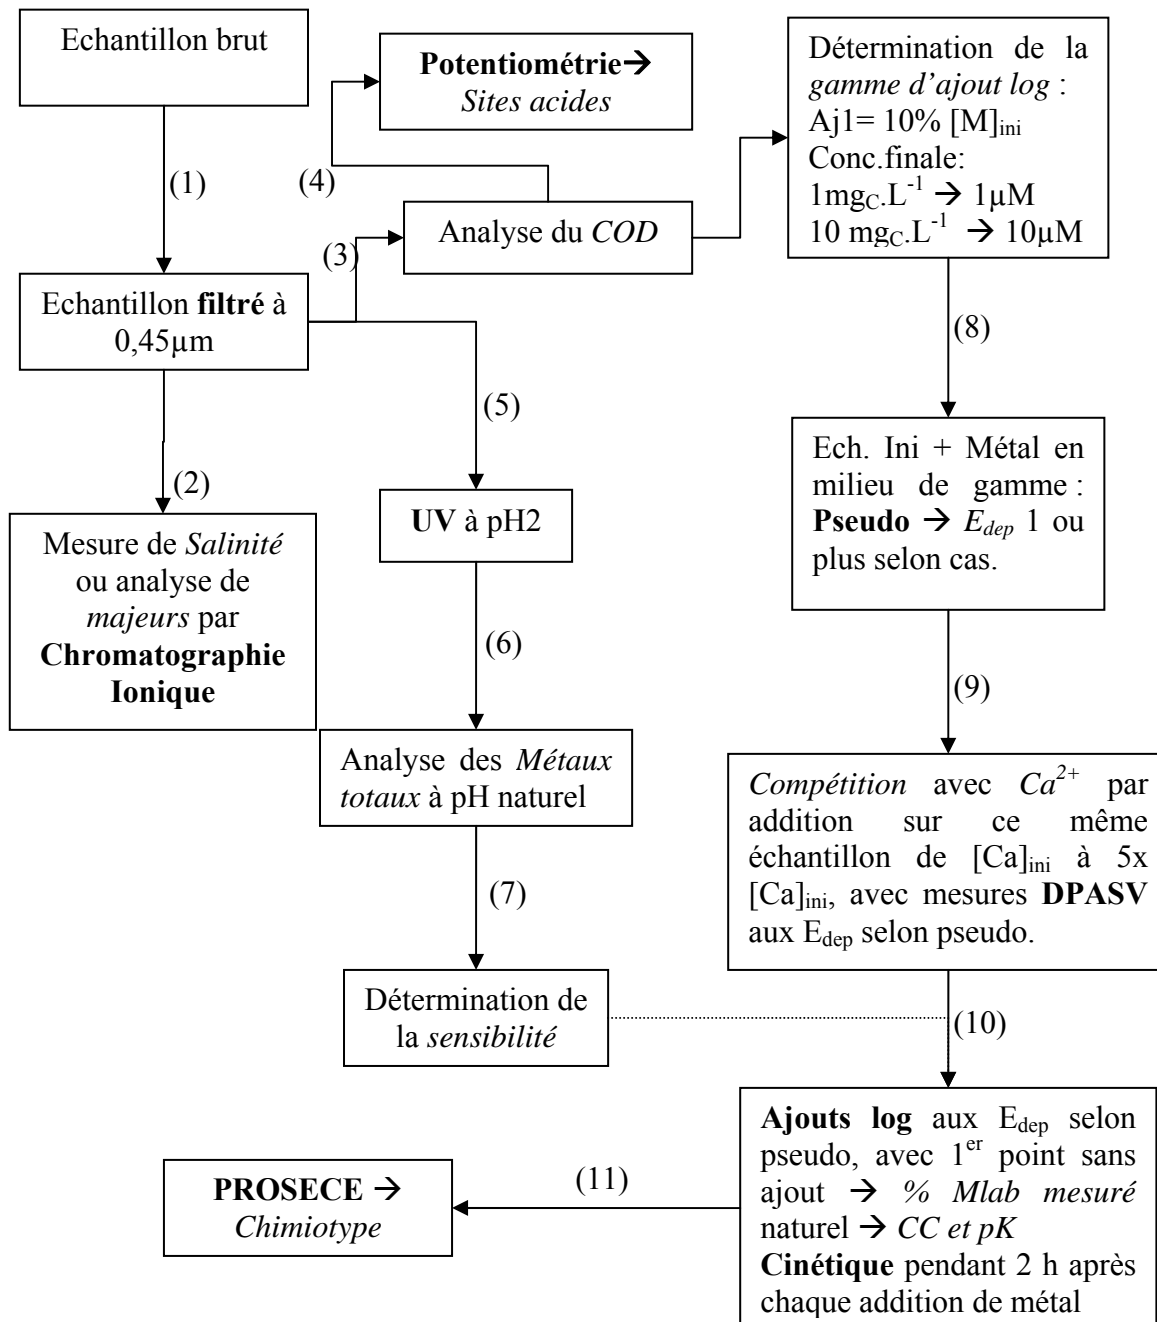 Echantillon brut
(1)
Echantillon filtré à
0,45µm
(2)
Mesure de Salinité
ou analyse de
majeurs par
Chromatographie
Ionique
(3)
Analyse du COD
(4)
Potentiométrie→
Sites acides
(5)
UV à pH2
(6)
Analyse des Métaux
totaux à pH naturel
(7)
Détermination de
la sensibilité
Détermination de la
gamme d'ajout log :
Aj1= 10% [M]ini
Conc.finale:
1mgC.L-1 → 1µM
10 mgC.L-1 → 10µM
(8)
Ech. Ini + Métal en
milieu de gamme :
Pseudo → Edep 1 ou
plus selon cas.
(9)
Compétition avec Ca2+ par
addition sur ce même
échantillon de [Ca]ini à 5x
[Ca]ini, avec mesures DPASV
aux Edep selon pseudo.
(10)
Ajouts log aux Edep selon
pseudo, avec 1er point sans
ajout → % Mlab mesuré
naturel → CC et pK
Cinétique pendant 2 h après
chaque addition de métal
(11)
PROSECE →
Chimiotype